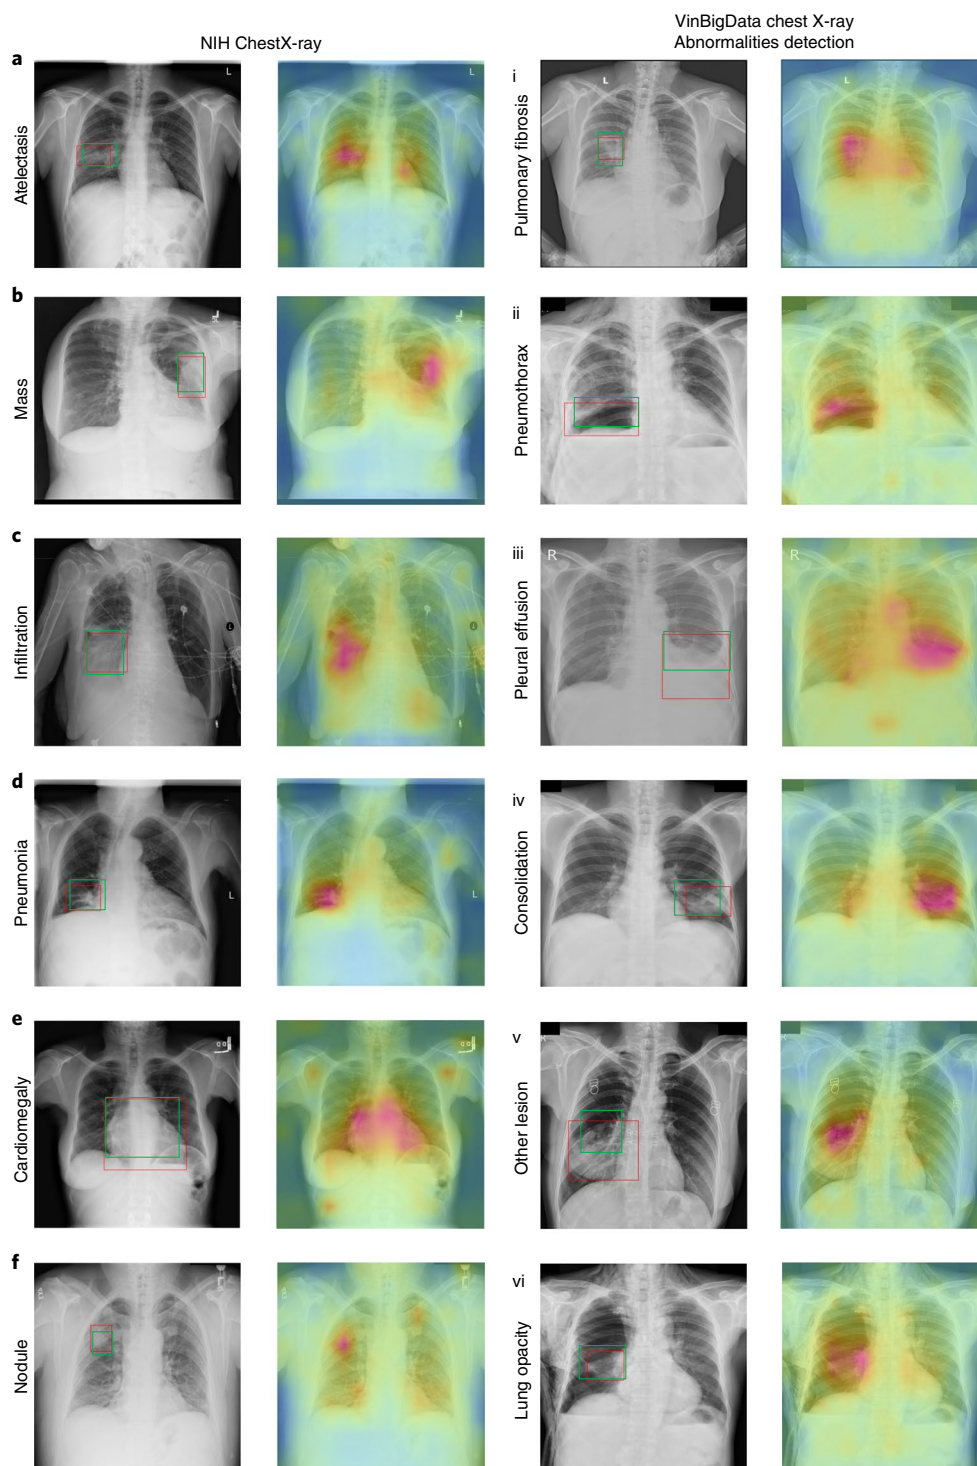 NIH ChestX-ray
VinBigData chest X-ray
Abnormalities detection
a
Atelectasis
L
L
i
Pulmonary fibrosis
L
L
b
Mass
ii
Pneumothorax
c
Infiltration
iii
Pleural effusion
R
R
d
Pneumonia
L
L
iv
Consolidation
e
Cardiomegaly
v
Other lesion
R
R
f
Nodule
vi
Lung opacity